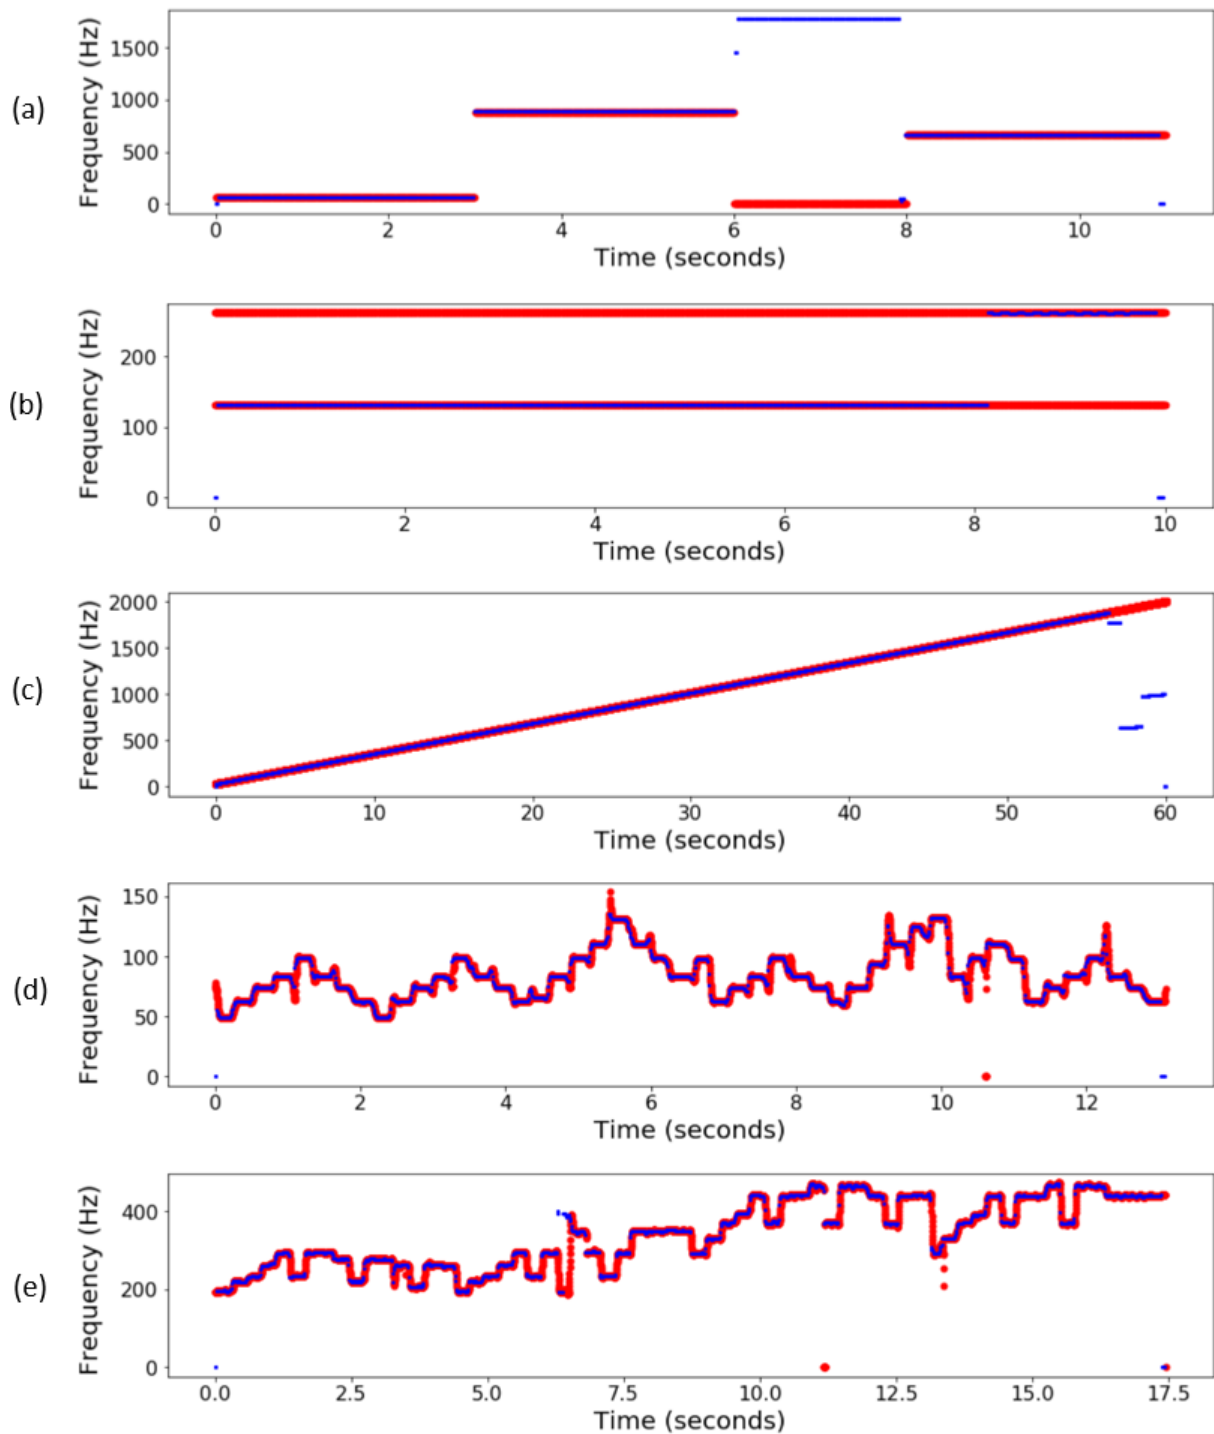 (a)
Frequency (Hz)
1500
1000
500
0
0 2 4 6 8 10
Time (seconds)
(b)
Frequency (Hz)
200
100
0
0 2 4 6 8 10
Time (seconds)
(c)
Frequency (Hz)
2000
1500
1000
500
0
0 10 20 30 40 50 60
Time (seconds)
(d)
Frequency (Hz)
150
100
50
0
0 2 4 6 8 10 12
Time (seconds)
(e)
Frequency (Hz)
400
200
0
0.0 2.5 5.0 7.5 10.0 12.5 15.0 17.5
Time (seconds)